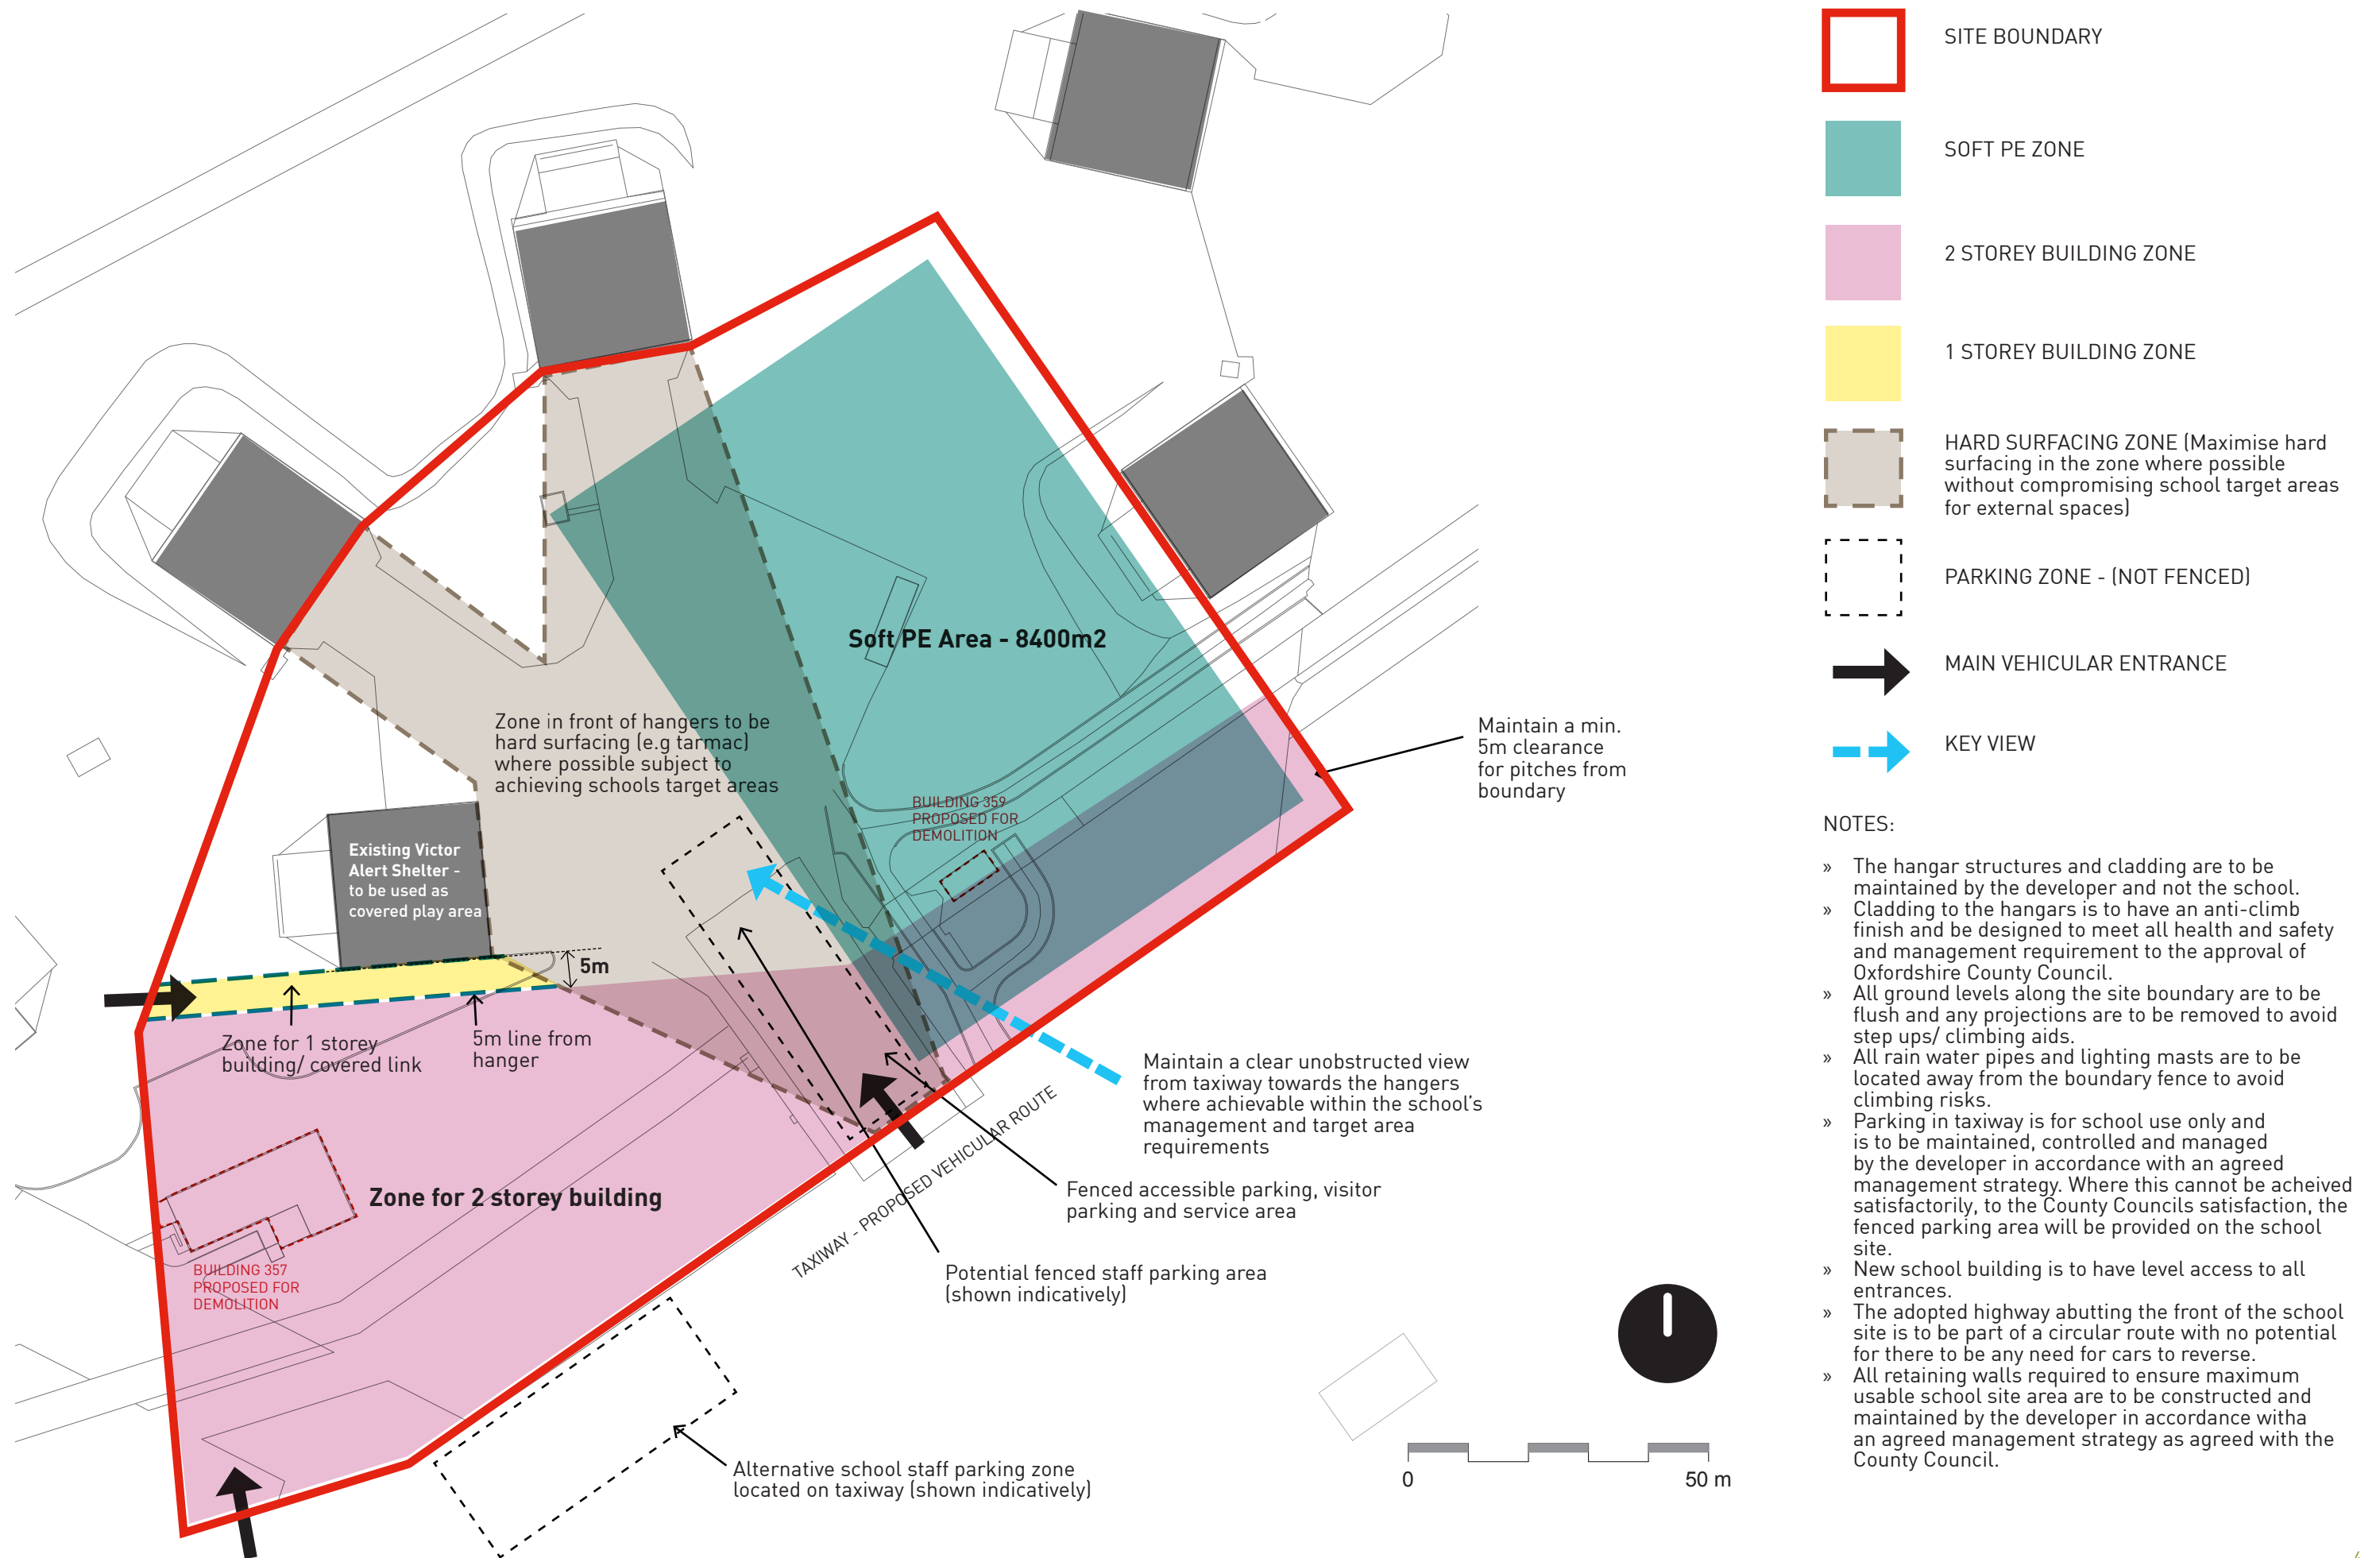 SITE BOUNDARY
SOFT PE ZONE
2 STOREY BUILDING ZONE
1 STOREY BUILDING ZONE
HARD SURFACING ZONE (Maximise hard
surfacing in the zone where possible
without compromising school target areas
for external spaces)
PARKING ZONE - (NOT FENCED)
MAIN VEHICULAR ENTRANCE
KEY VIEW
NOTES:
» The hangar structures and cladding are to be
maintained by the developer and not the school.
» Cladding to the hangars is to have an anti-climb
finish and be designed to meet all health and safety
and management requirement to the approval of
Oxfordshire County Council.
» All ground levels along the site boundary are to be
flush and any projections are to be removed to avoid
step ups/ climbing aids.
» All rain water pipes and lighting masts are to be
located away from the boundary fence to avoid
climbing risks.
» Parking in taxiway is for school use only and
is to be maintained, controlled and managed
by the developer in accordance with an agreed
management strategy. Where this cannot be acheived
satisfactorily, to the County Councils satisfaction, the
fenced parking area will be provided on the school
site.
» New school building is to have level access to all
entrances.
» The adopted highway abutting the front of the school
site is to be part of a circular route with no potential
for there to be any need for cars to reverse.
» All retaining walls required to ensure maximum
usable school site area are to be constructed and
maintained by the developer in accordance witha
an agreed management strategy as agreed with the
County Council.
Soft PE Area - 8400m2
Zone in front of hangers to be
hard surfacing (e.g tarmac)
where possible subject to
achieving schools target areas
Maintain a min.
5m clearance
for pitches from
boundary
BUILDING 359
PROPOSED FOR
DEMOLITION
Existing Victor
Alert Shelter -
to be used as
covered play area
5m
Zone for 1 storey
building/ covered link
5m line from
hanger
Maintain a clear unobstructed view
from taxiway towards the hangers
where achievable within the school's
management and target area
requirements
TAXIWAY - PROPOSED VEHICULAR ROUTE
Fenced accessible parking, visitor
parking and service area
Zone for 2 storey building
BUILDING 357
PROPOSED FOR
DEMOLITION
Potential fenced staff parking area
(shown indicatively)
Alternative school staff parking zone
located on taxiway (shown indicatively)
0
50 m